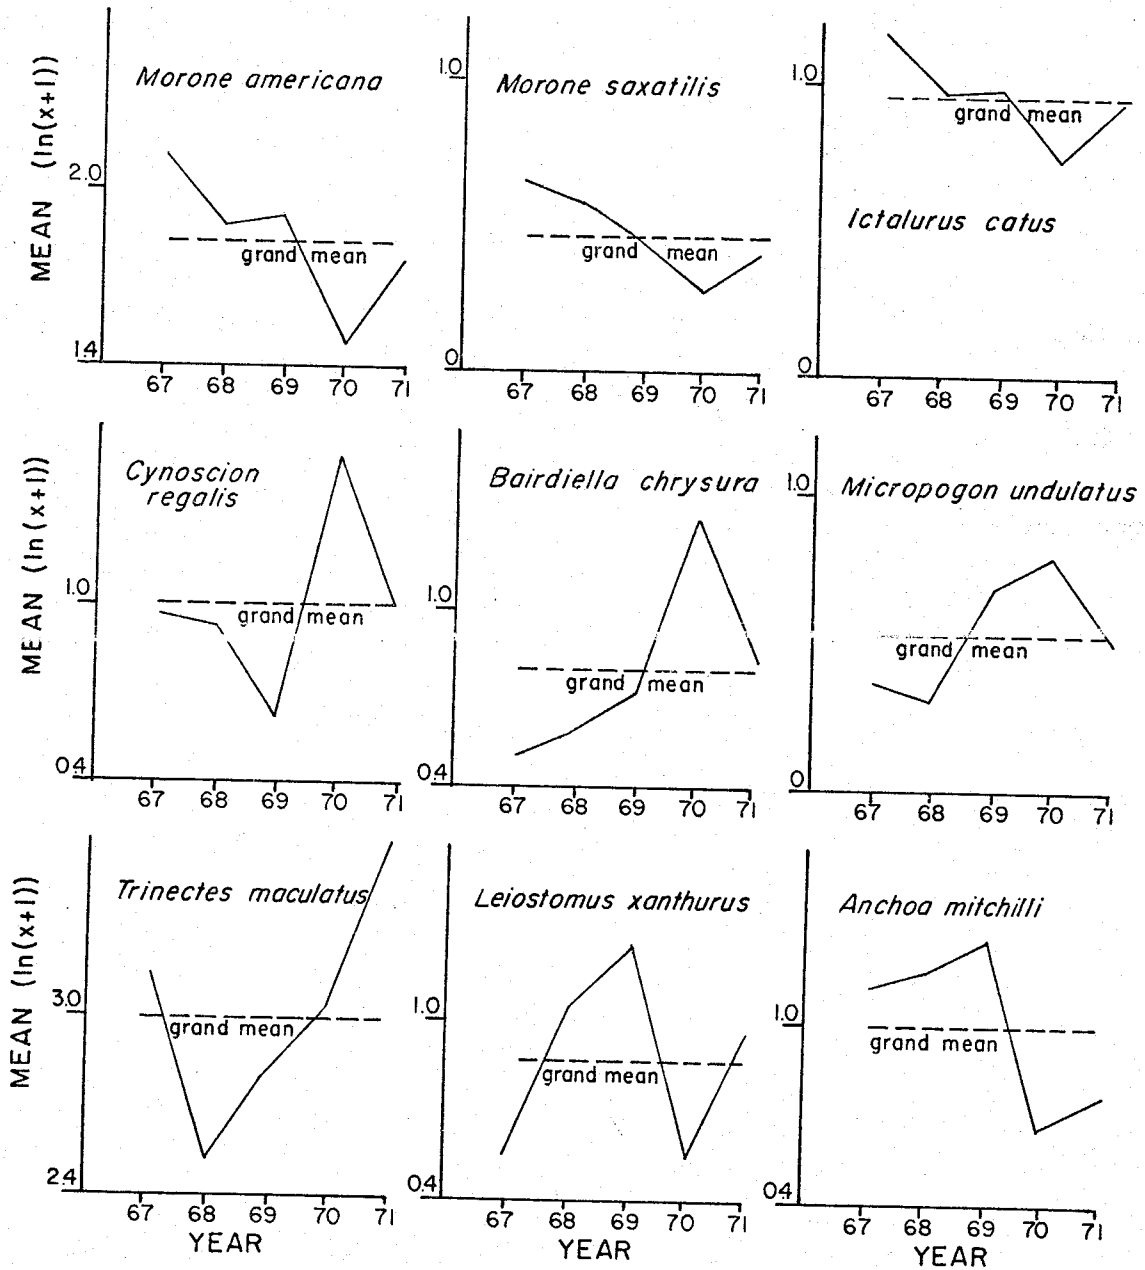 MEAN (ln(x+1))
Morone americana
2.0
1.4
grand mean
67 68 69 70 71
Morone saxatilis
1.0
0
grand mean
67 68 69 70 71
Ictalurus catus
1.0
0
grand mean
67 68 69 70 71
MEAN (ln(x+1))
Cynoscion
regalis
1.0
0.4
grand mean
67 68 69 70 71
Bairdiella chrysura
1.0
0.4
grand mean
67 68 69 70 71
Micropogon undulatus
1.0
0
grand mean
67 68 69 70 71
MEAN (ln(x+1))
Trinectes maculatus
3.0
2.4
grand mean
67 68 69 70 71
YEAR
Leiostomus xanthurus
1.0
0.4
grand mean
67 68 69 70 71
YEAR
Anchoa mitchilli
1.0
0.4
grand mean
67 68 69 70 71
YEAR